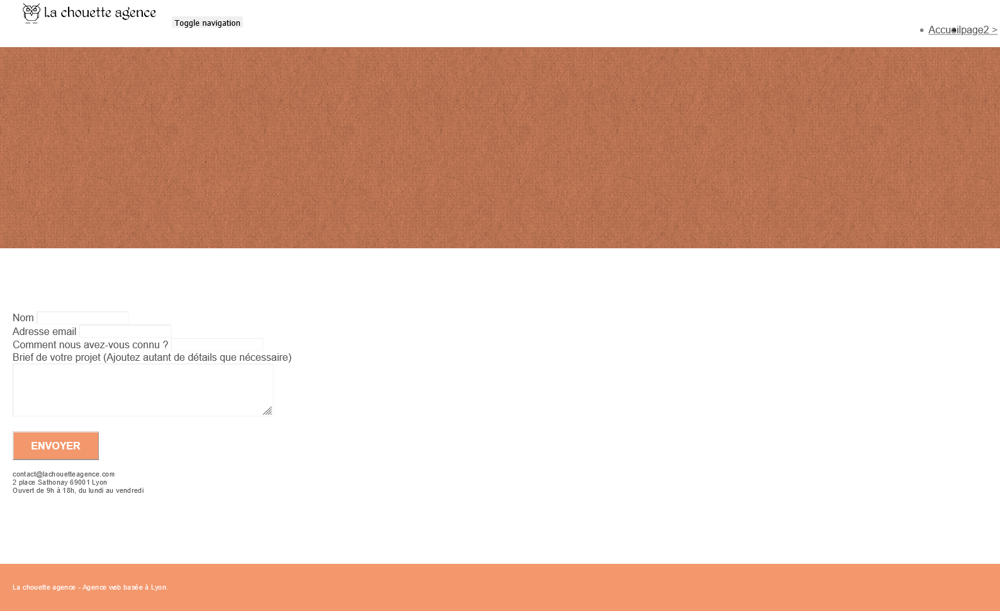 La chouette agence
Toggle navigation
Accueil page2 >
Nom
Adresse email
Comment nous avez-vous connu ?
Brief de votre projet (Ajoutez autant de détails que nécessaire)
ENVOYER
contact@lachouetteagence.com
2 place Sathonay 69001 Lyon
Ouvert de 9h à 18h, du lundi au vendredi
La chouette agence - Agence web basée à Lyon.